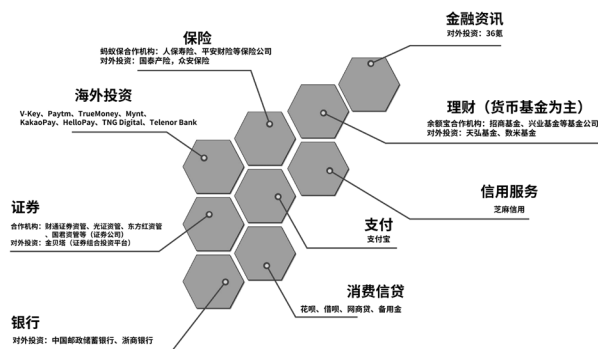 金融资讯
对外投资：36氪
保险
蚂蚁保合作机构：人保寿险、平安财险等保险公司
对外投资：国泰产险，众安保险
海外投资
V-Key、Paytm、TrueMoney、Mynt、
KakaoPay、HelloPay、TNG Digital、Telenor Bank
理财（货币基金为主）
余额宝合作机构：招商基金、兴业基金等基金公司
对外投资：天弘基金、数米基金
信用服务
芝麻信用
证券
合作机构：财通证券资管、光证资管、东方红资管
、国君资管等（证券公司）
对外投资：金贝塔（证券组合投资平台）
支付
支付宝
消费信贷
花呗、借呗、网商贷、备用金
银行
对外投资：中国邮政储蓄银行、浙商银行